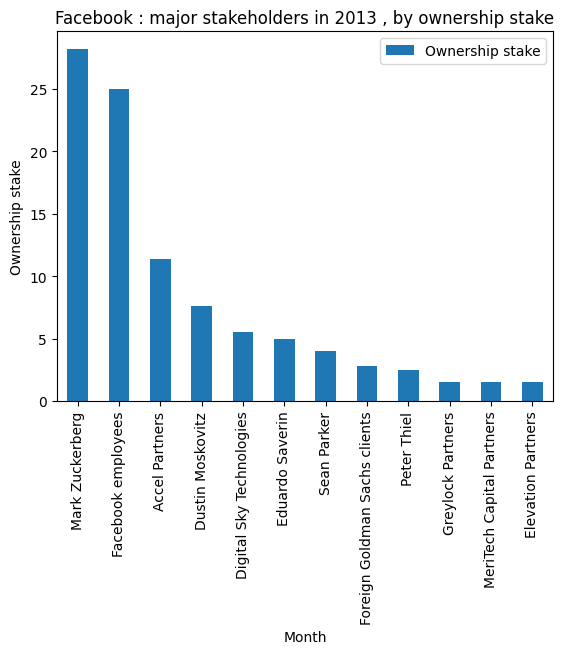 Facebook : major stakeholders in 2013 , by ownership stake
Ownership stake
Ownership stake
25
20
15
10
5
0
Mark Zuckerberg
Facebook employees
Accel Partners
Dustin Moskovitz
Digital Sky Technologies
Eduardo Saverin
Sean Parker
Foreign Goldman Sachs clients
Peter Thiel
Greylock Partners
MeriTech Capital Partners
Elevation Partners
Month